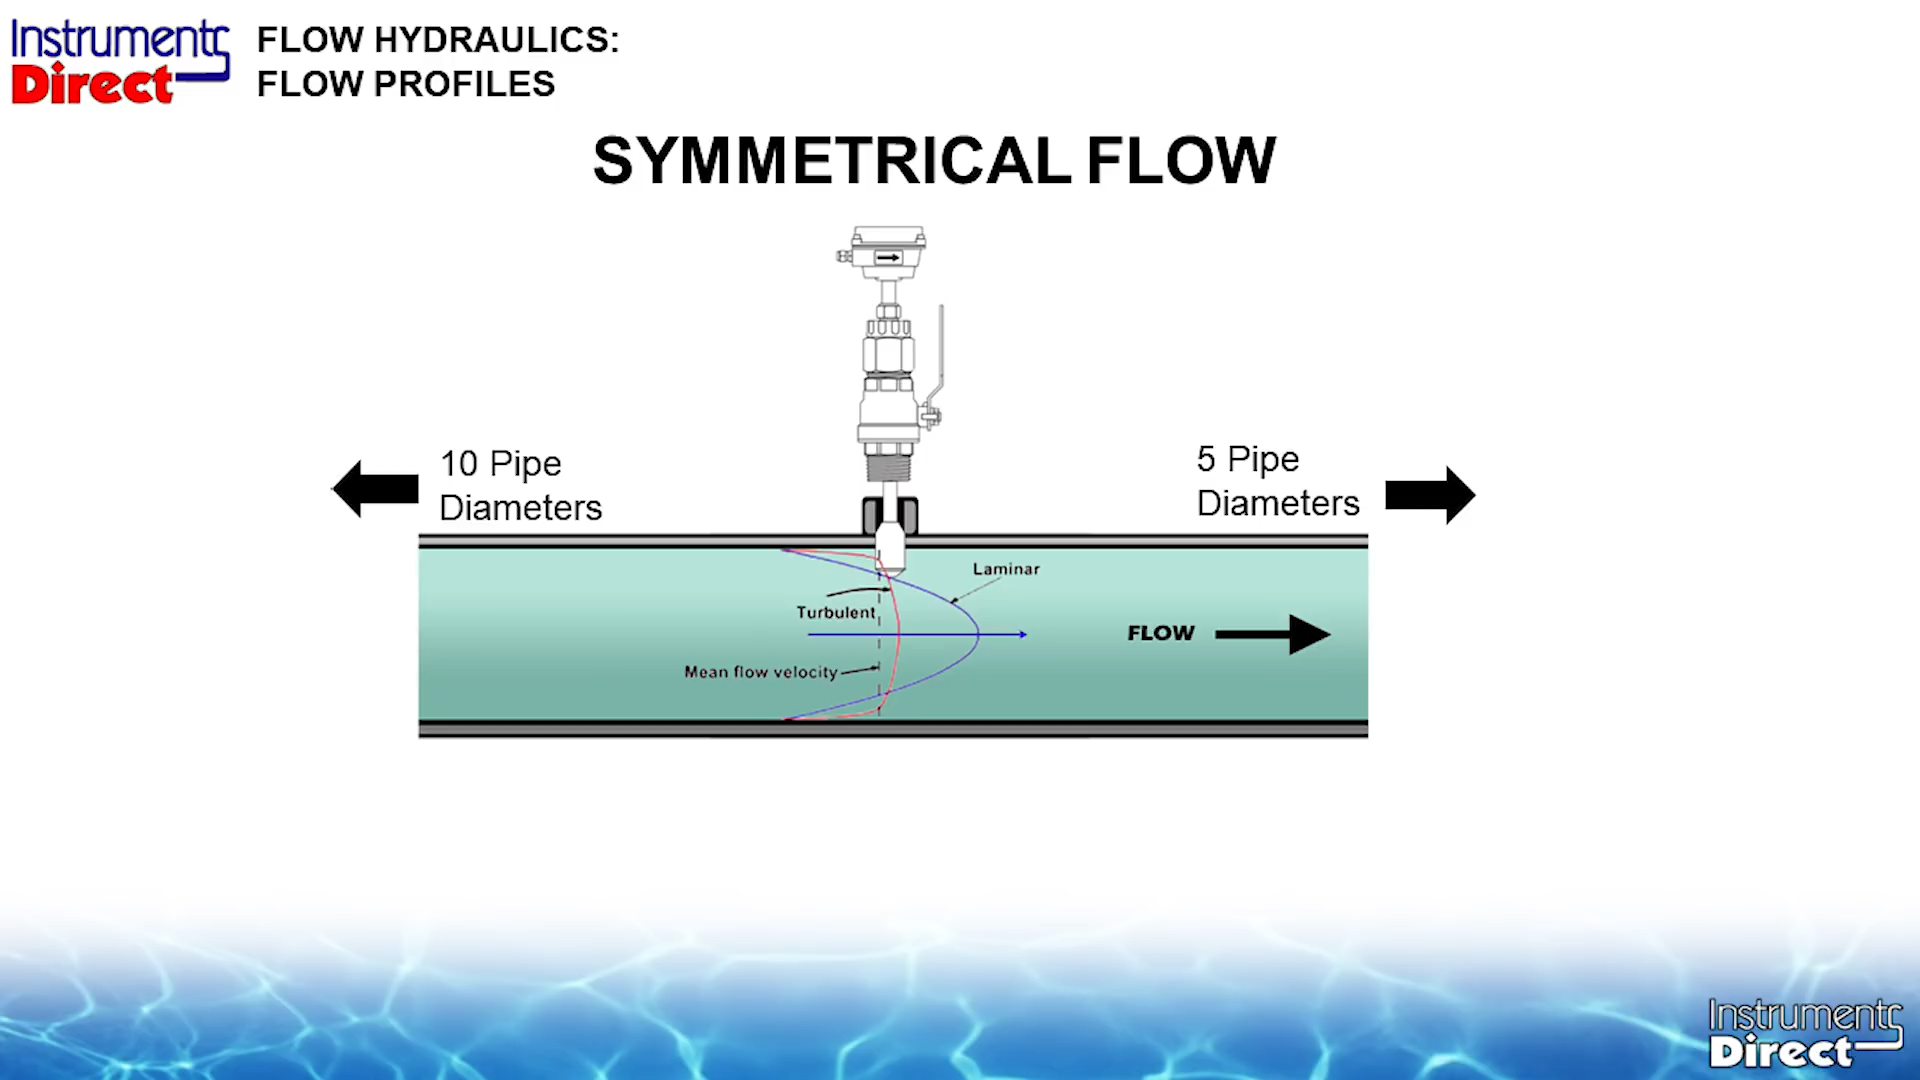 Instruments
Direct
FLOW HYDRAULICS:
FLOW PROFILES
SYMMETRICAL FLOW
10 Pipe
Diameters
5 Pipe
Diameters
Laminar
Turbulent
FLOW
Mean flow velocity
Instruments
Direct